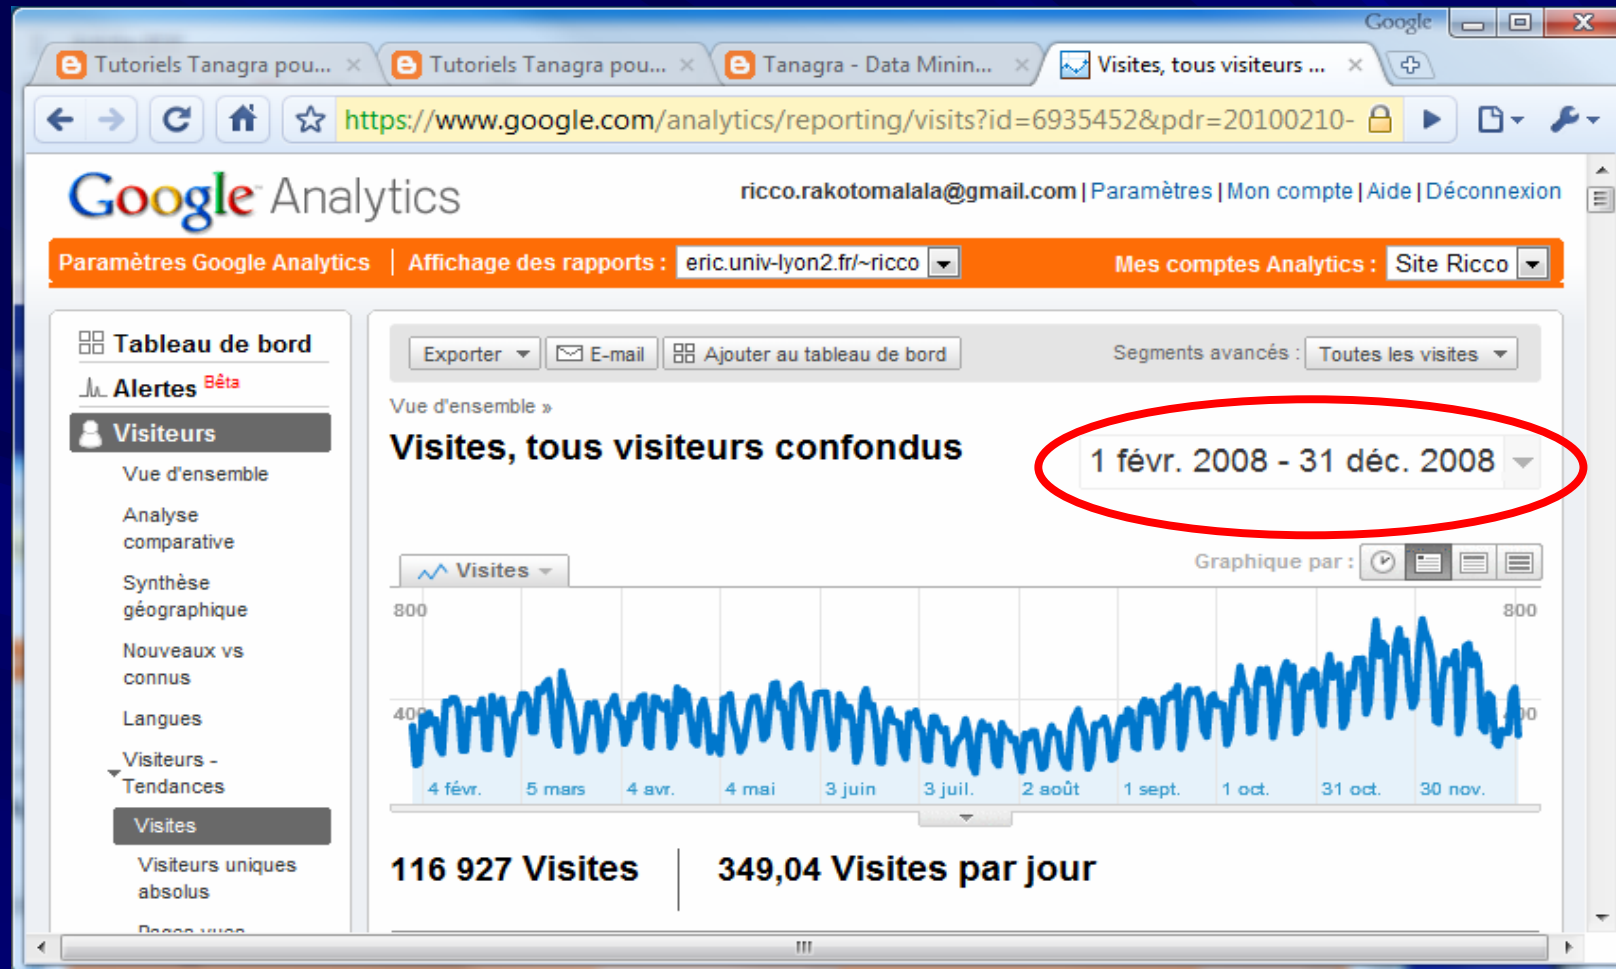 Google
Tutoriels Tanagra pou...
Tutoriels Tanagra pou...
Tanagra - Data Minin...
Visites, tous visiteurs ...
https://www.google.com/analytics/reporting/visits?id=6935452&pdr=20100210-
Google Analytics
ricco.rakotomalala@gmail.com | Paramètres | Mon compte | Aide | Déconnexion
Paramètres Google Analytics | Affichage des rapports : eric.univ-lyon2.fr/~ricco
Mes comptes Analytics : Site Ricco
Tableau de bord
Alertes Bêta
Visiteurs
Vue d'ensemble
Analyse
comparative
Synthèse
géographique
Nouveaux vs
connus
Langues
Visiteurs -
Tendances
Visites
Visiteurs uniques
absolus
Pages vues
Exporter
E-mail
Ajouter au tableau de bord
Segments avancés : Toutes les visites
Vue d'ensemble »
Visites, tous visiteurs confondus
1 févr. 2008 - 31 déc. 2008
Visites
Graphique par :
800 800
400 400
4 févr. 5 mars 4 avr. 4 mai 3 juin 3 juil. 2 août 1 sept. 1 oct. 31 oct. 30 nov.
116 927 Visites
349,04 Visites par jour